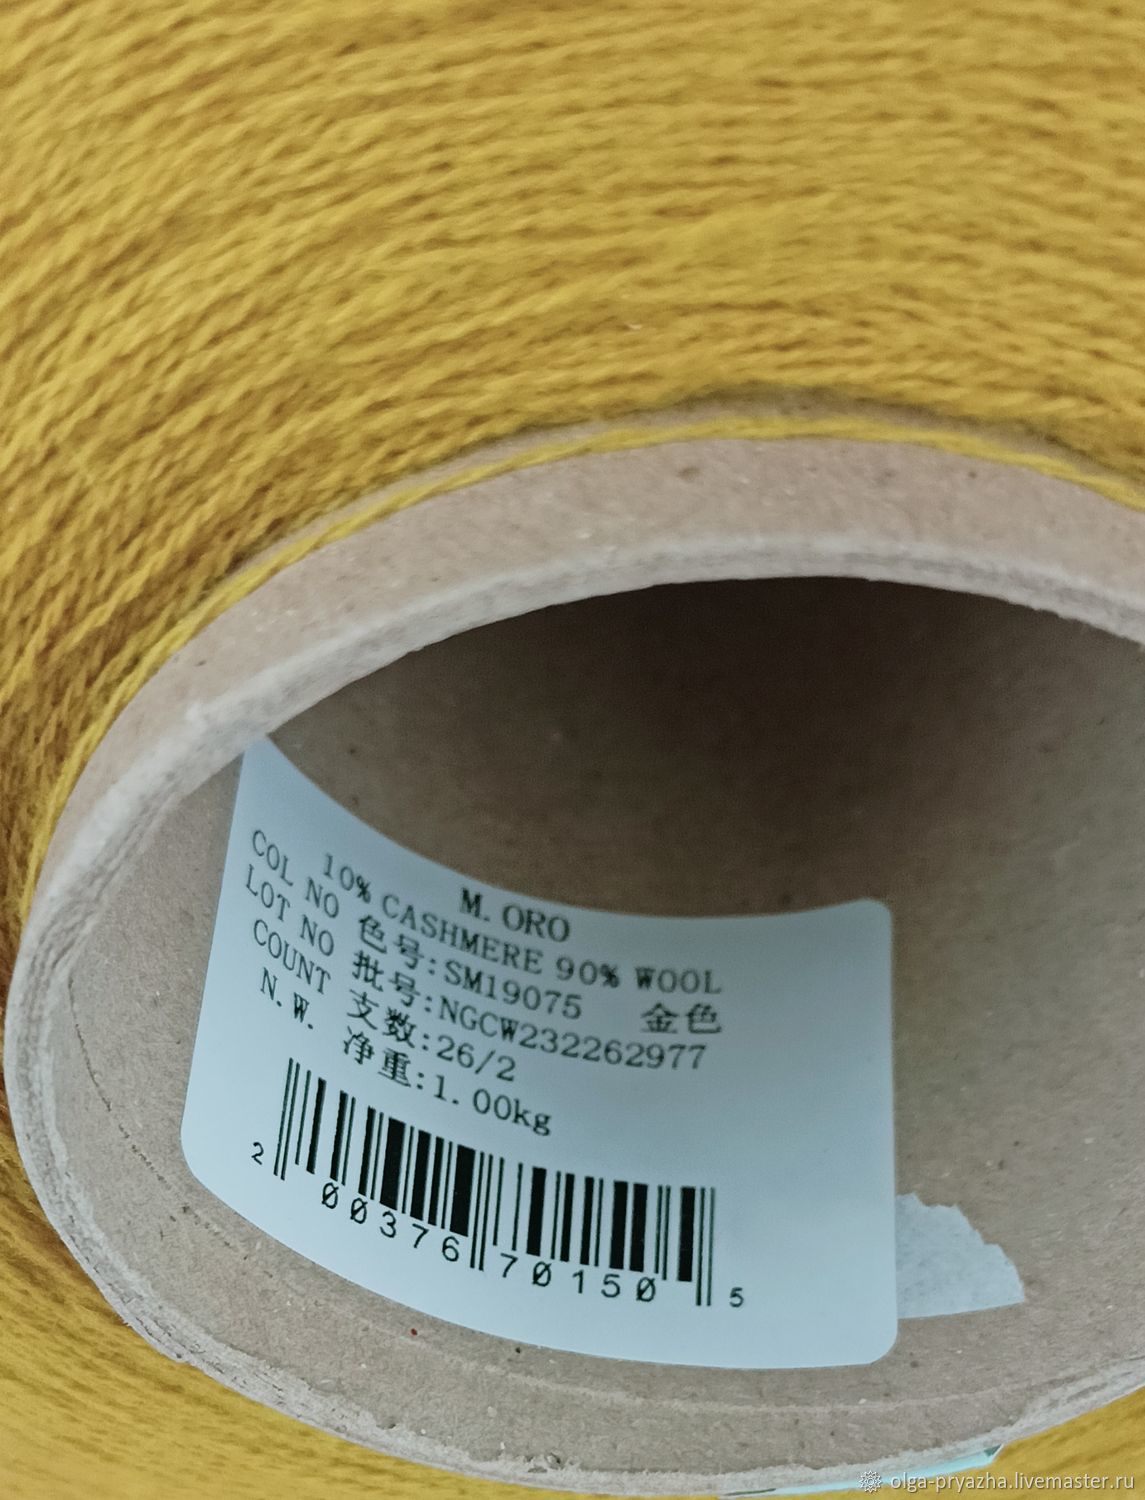 M. ORO
10% CASHMERE 90% WOOL
COL NO 色号:SM19075 金色
LOT NO 批号:NGCW232262977
COUNT 支数:26/2
N.W. 净重:1.00kg
2 00376 70150 5
olga-pryazha.livemaster.ru